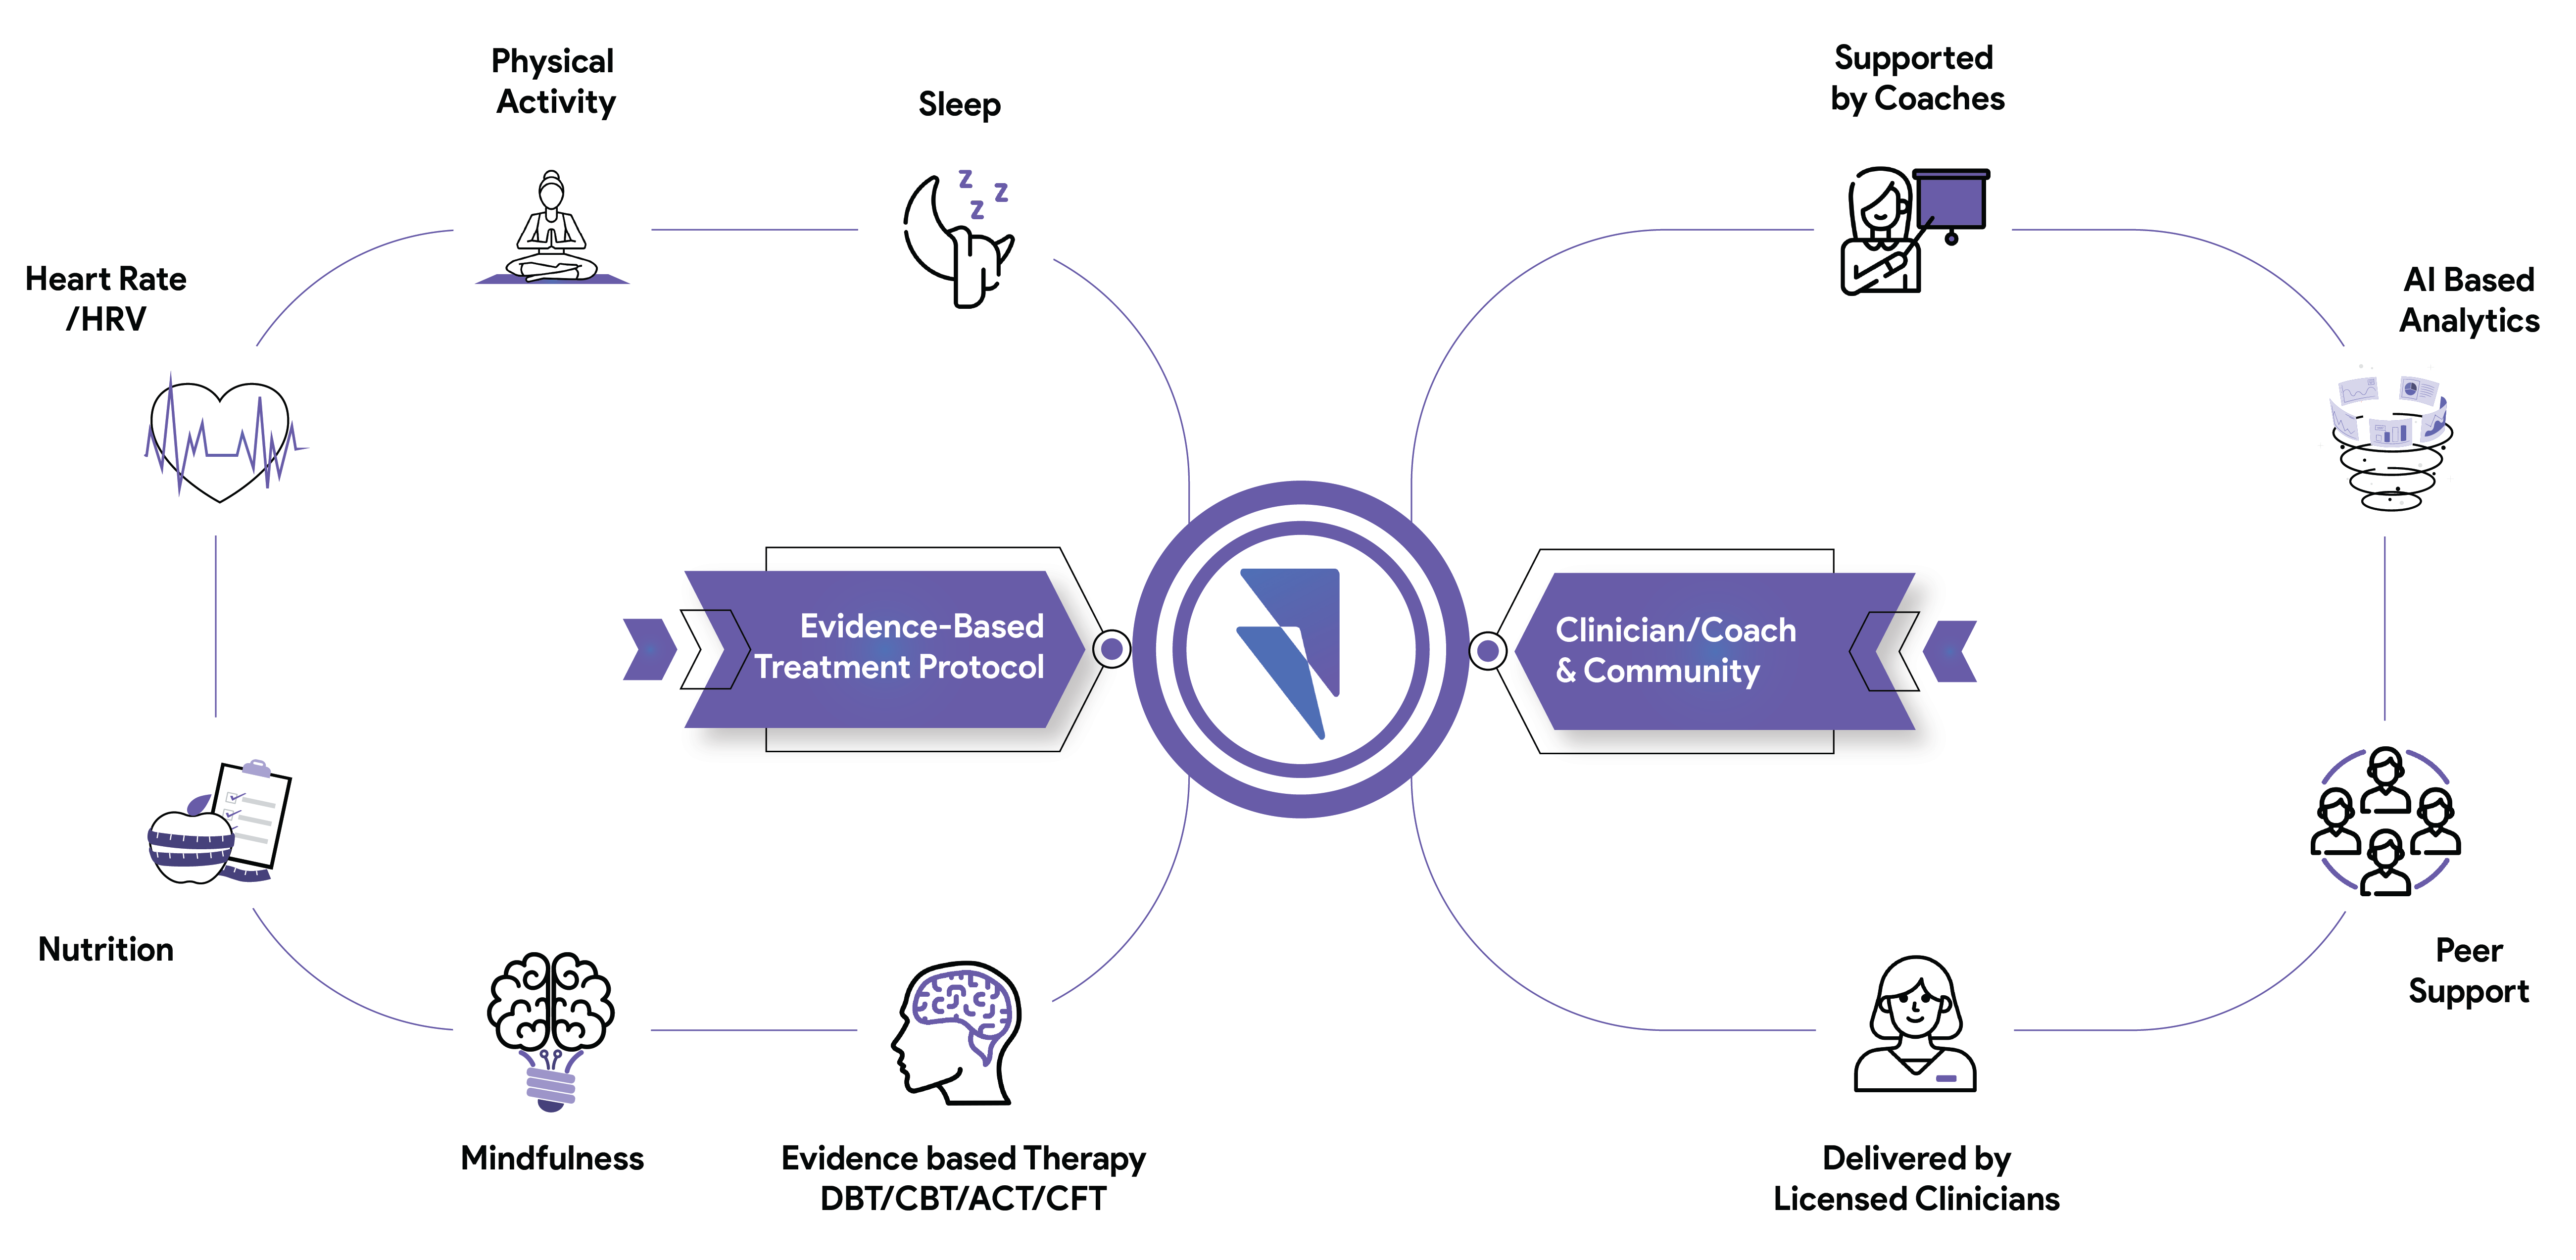 Physical
Activity
Sleep
Supported
by Coaches
Heart Rate
/HRV
AI Based
Analytics
z
z
z
Evidence-Based
Treatment Protocol
Clinician/Coach
& Community
Nutrition
Peer
Support
Mindfulness
Evidence based Therapy
DBT/CBT/ACT/CFT
Delivered by
Licensed Clinicians